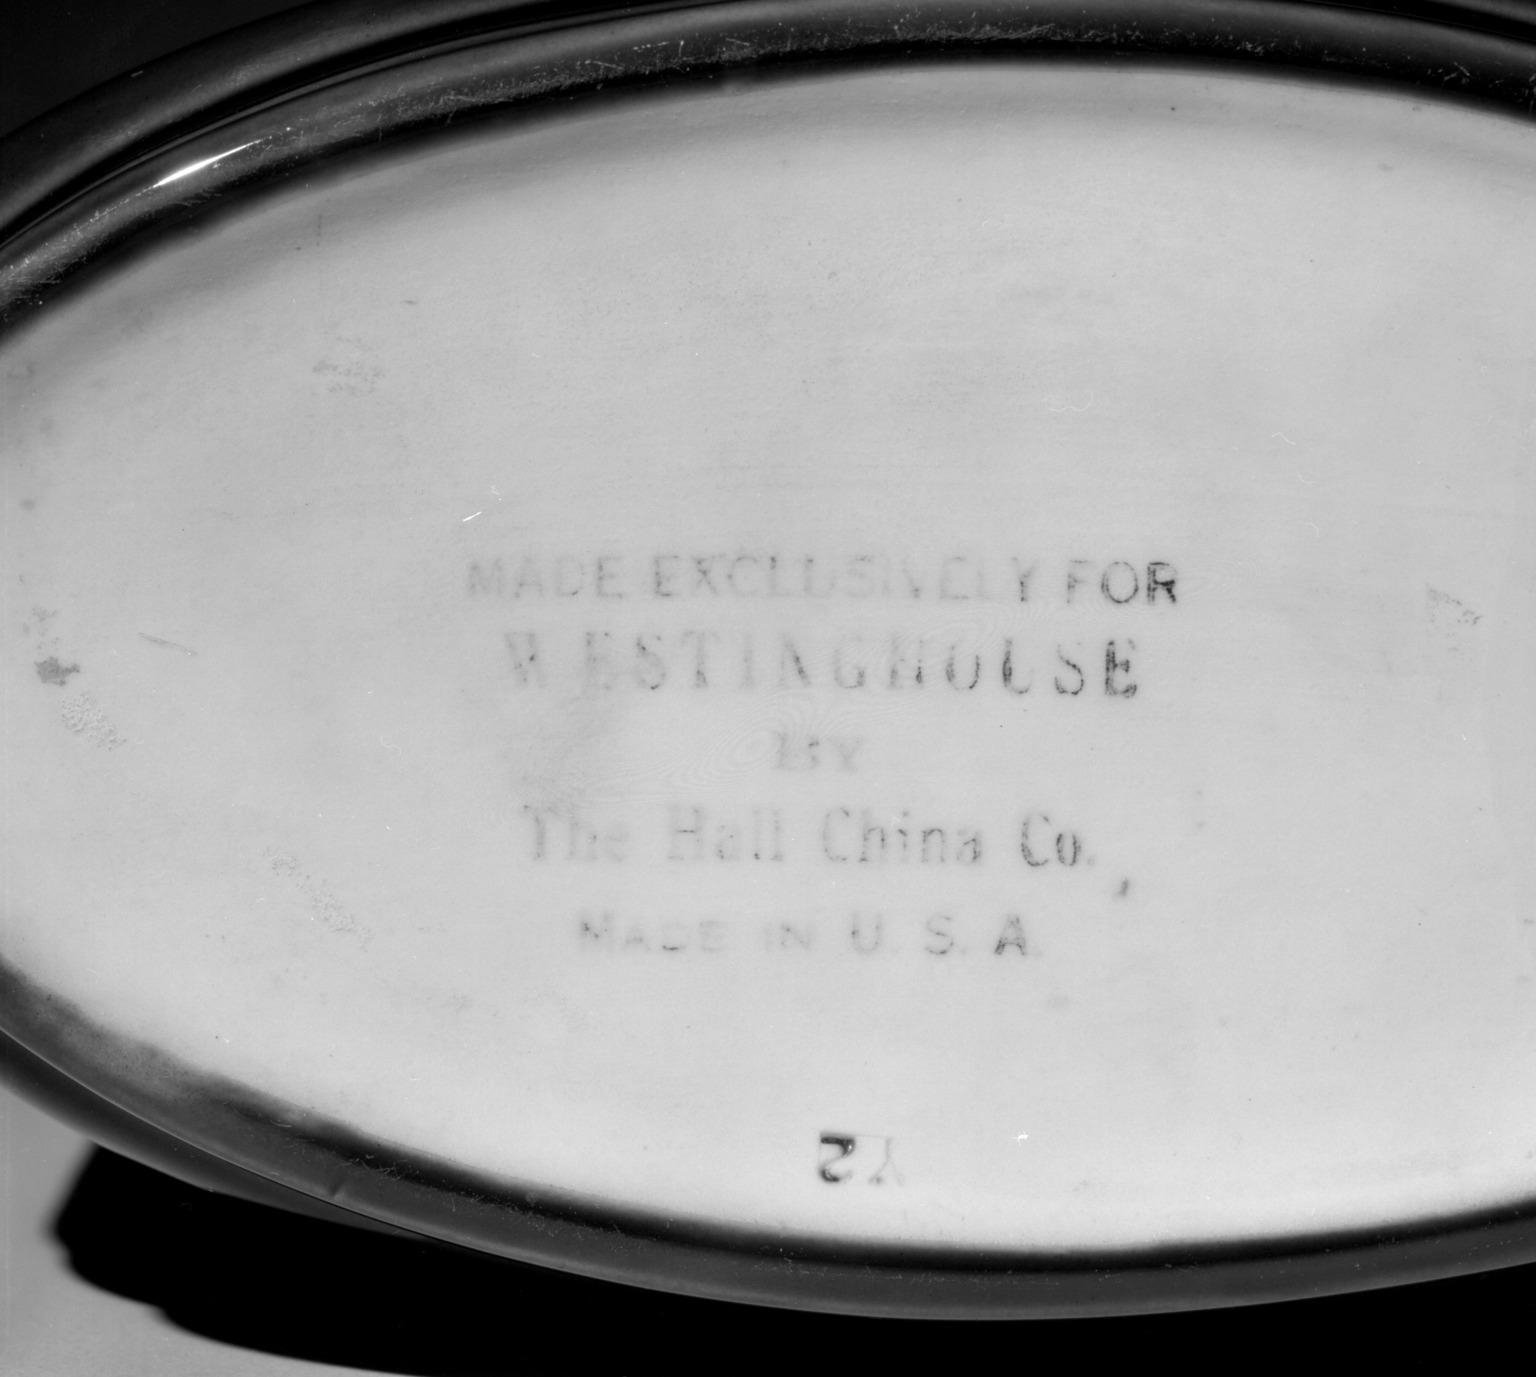 MADE EXCLUSIVELY FOR
WESTINGHOUSE
BY
The Hall China Co.
MADE IN U. S. A.
Y2